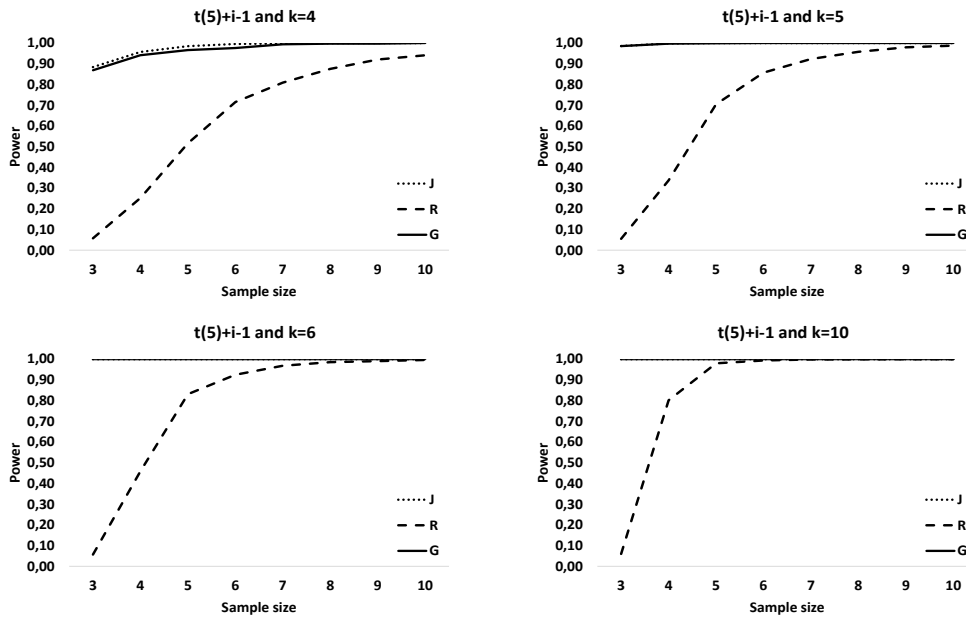 t(5)+i-1 and k=4
1,00
0,90
0,80
0,70
0,60
0,50
0,40
0,30
0,20
0,10
0,00
Power
J
R
G
3 4 5 6 7 8 9 10
Sample size
t(5)+i-1 and k=5
1,00
0,90
0,80
0,70
0,60
0,50
0,40
0,30
0,20
0,10
0,00
Power
J
R
G
3 4 5 6 7 8 9 10
Sample size
t(5)+i-1 and k=6
1,00
0,90
0,80
0,70
0,60
0,50
0,40
0,30
0,20
0,10
0,00
Power
J
R
G
3 4 5 6 7 8 9 10
Sample size
t(5)+i-1 and k=10
1,00
0,90
0,80
0,70
0,60
0,50
0,40
0,30
0,20
0,10
0,00
Power
J
R
G
3 4 5 6 7 8 9 10
Sample size